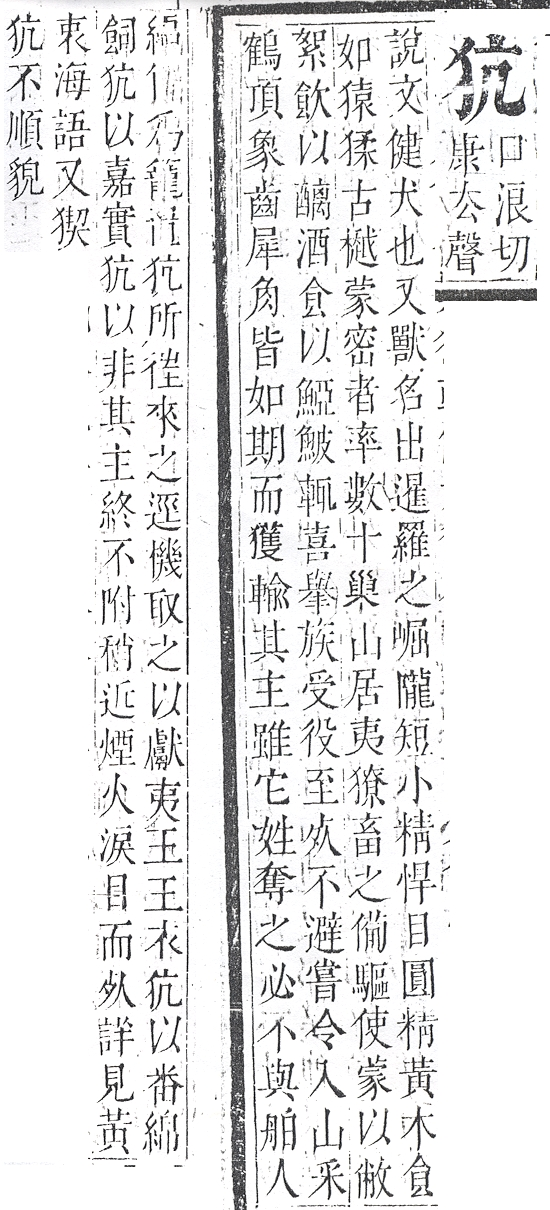 犺
口浪切
康去聲
說文健犬也又獸名出暹羅之崛隴短小精悍目圓精黃木食
如猿猱古樾蒙密者率數十巢山居夷獠畜之備驅使蒙以敝
絮飲以醨酒食以鯹鮍輒喜舉族受役至死不避嘗令入山采
鶴頂象齒犀角皆如期而獲輸其主雖它姓奪之必不與舶人
犺所徃來之逕機取之以獻夷王王衣犺以番綿
飼犺以嘉實犺以非其主終不附稍近煙火淚目而死詳見黃
衷海語又猰
犺不順貌